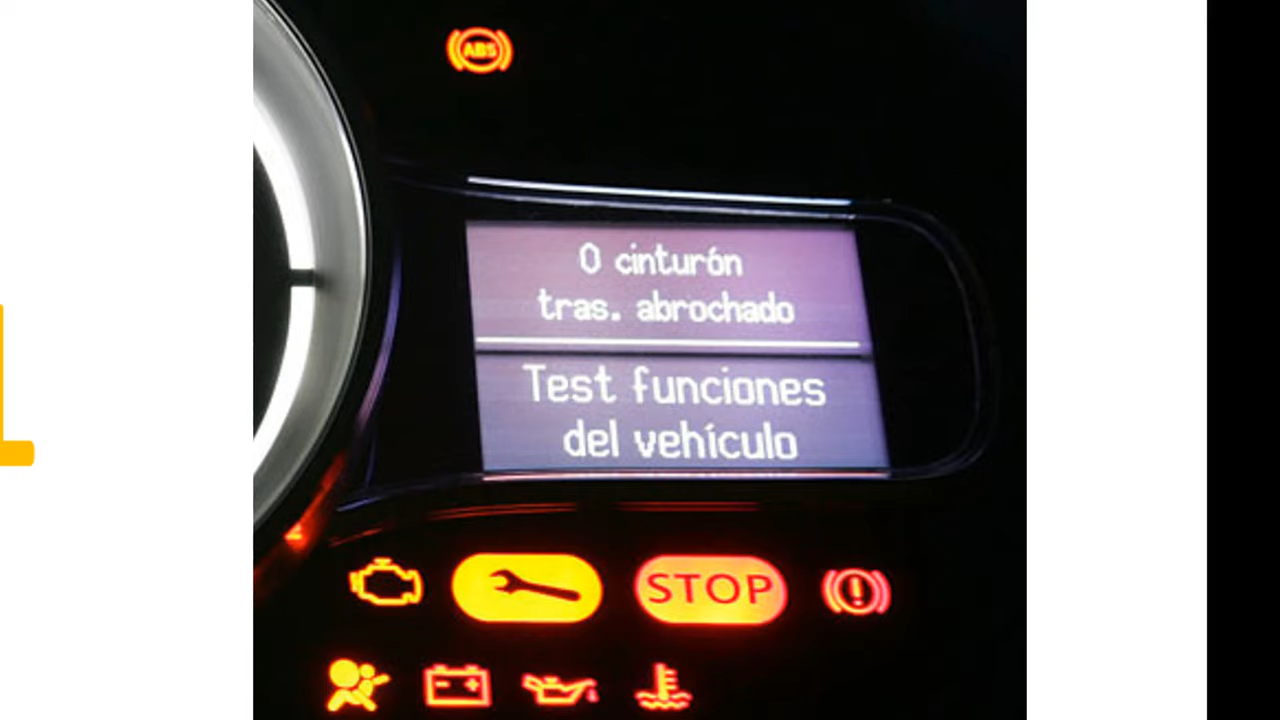 ABS
0 cinturón
tras. abrochado
Test funciones
del vehículo
STOP